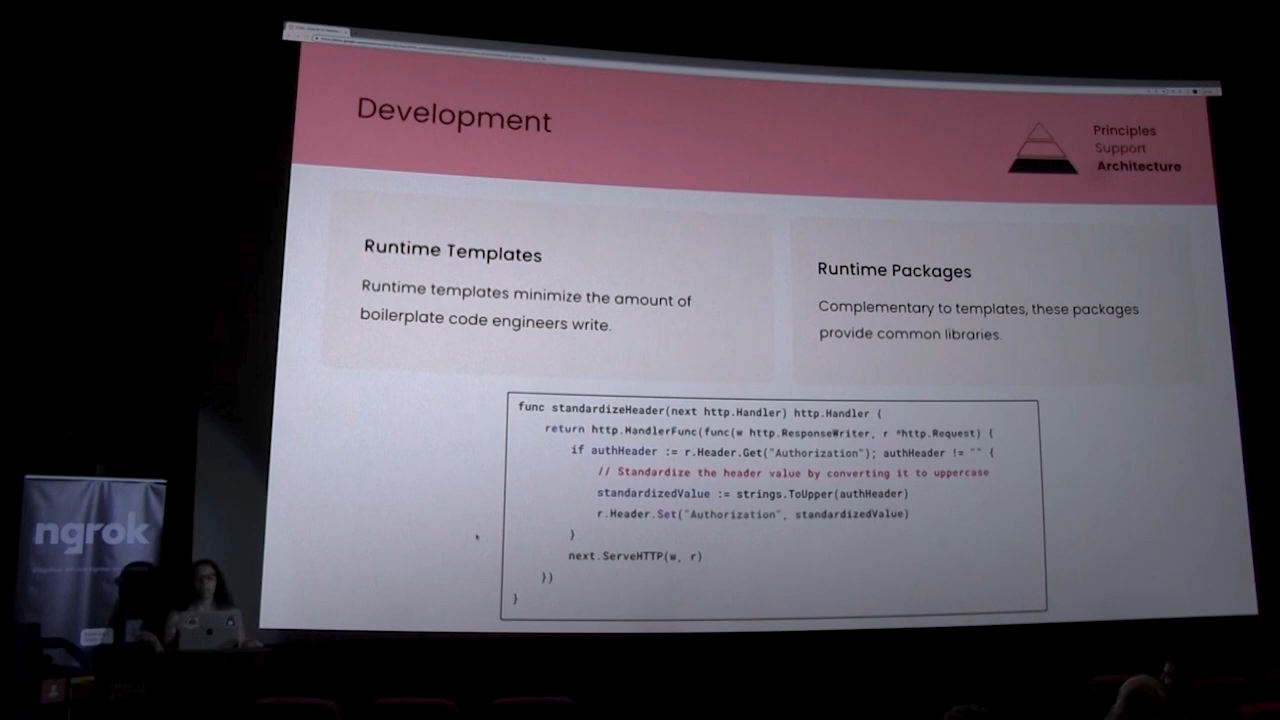 Development
Principles
Support
Architecture
Runtime Templates
Runtime templates minimize the amount of
boilerplate code engineers write.
Runtime Packages
Complementary to templates, these packages
provide common libraries.
func standardizeHeader(next http.Handler) http.Handler {
return http.HandlerFunc(func(w http.ResponseWriter, r *http.Request) {
if authHeader := r.Header.Get("Authorization"); authHeader != "" {
// Standardize the header value by converting it to uppercase
standardizedValue := strings.ToUpper(authHeader)
r.Header.Set("Authorization", standardizedValue)
}
next.ServeHTTP(w, r)
})
}
ngrok